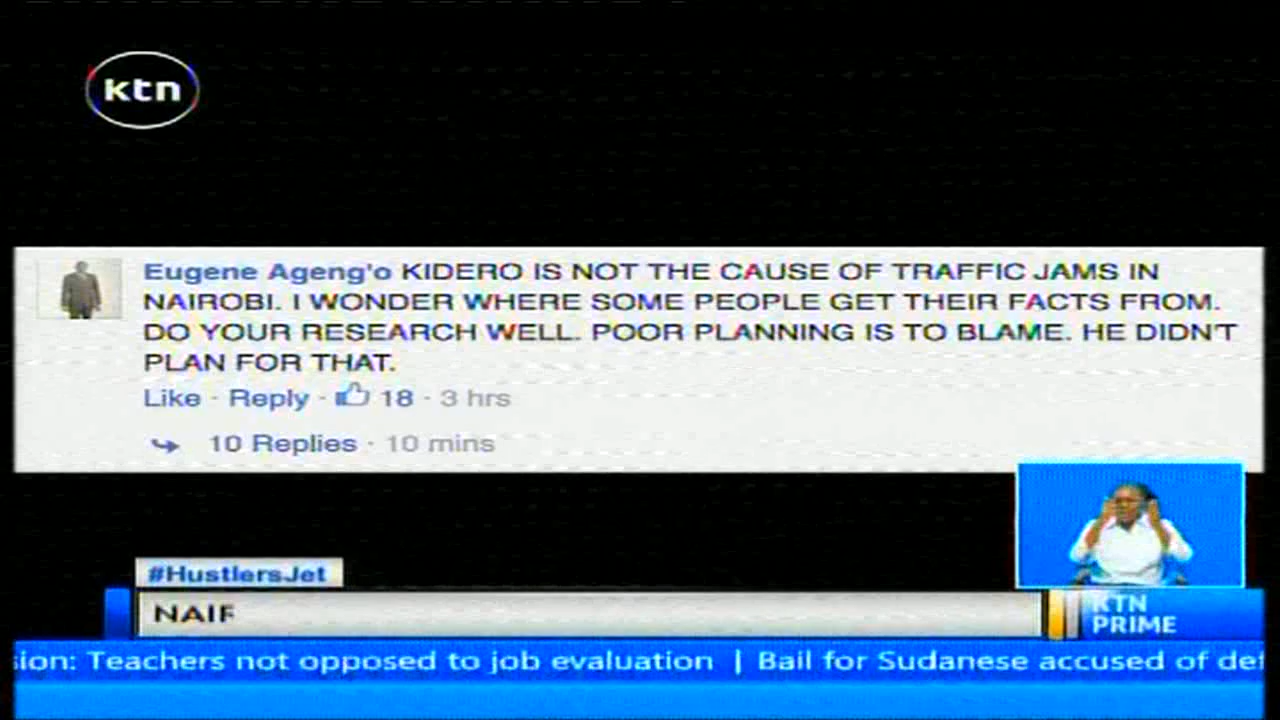 ktn
Eugene Ageng'o KIDERO IS NOT THE CAUSE OF TRAFFIC JAMS IN
NAIROBI. I WONDER WHERE SOME PEOPLE GET THEIR FACTS FROM.
DO YOUR RESEARCH WELL. POOR PLANNING IS TO BLAME. HE DIDN'T
PLAN FOR THAT.
Like · Reply · 18 · 3 hrs
10 Replies · 10 mins
#HustlersJet
NAIF
KTN
PRIME
sion: Teachers not opposed to job evaluation | Bail for Sudanese accused of def